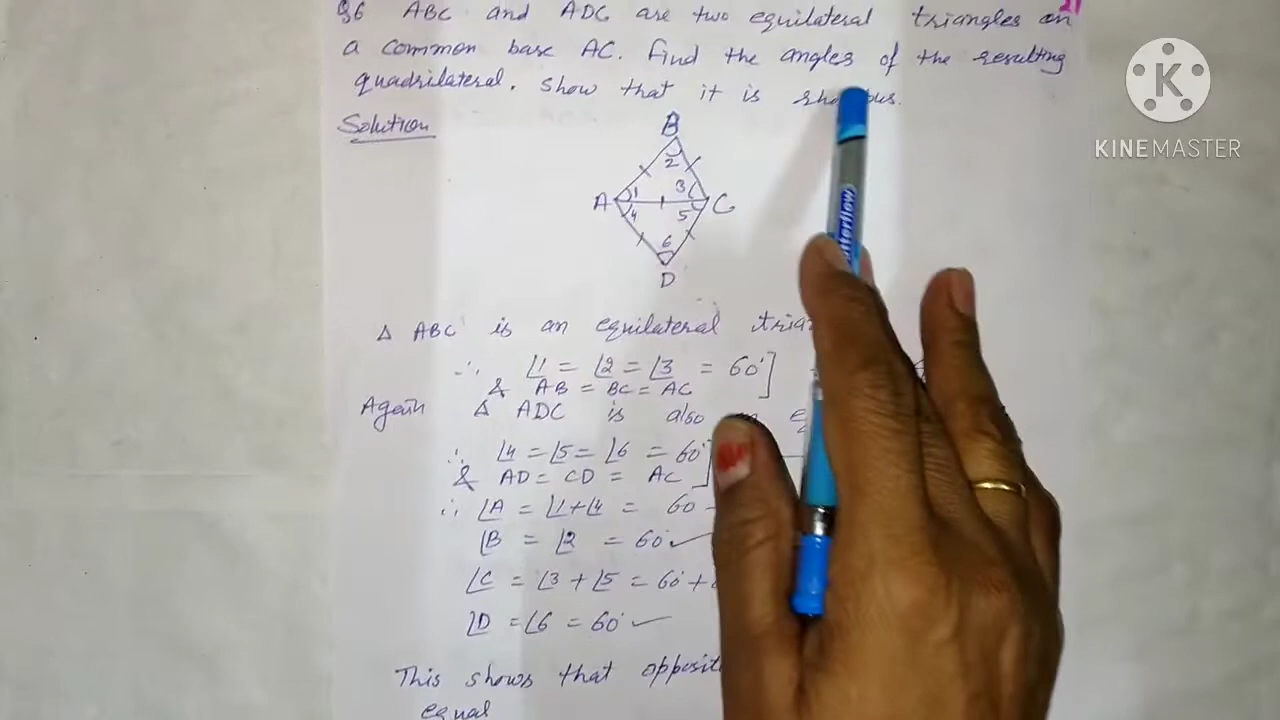 Q6 ABC and ADC are two equilateral triangles on
a common base AC. Find the angles of the resulting
quadrilateral. Show that it is
Solution
B
2
A 1 3 C
4 5
6
D
Δ ABC is an equilateral
∴ ∠1 = ∠2 = ∠3 = 60°]
& AB = BC = AC
Again Δ ADC is also
∴ ∠4 = ∠5 = ∠6 = 60°]
& AD = CD = AC
∴ ∠A = ∠1+∠4 = 60
∠B = ∠2 = 60°
∠C = ∠3 + ∠5 = 60°+
∠D = ∠6 = 60°
This shows that
equal
21
K
KINEMASTER